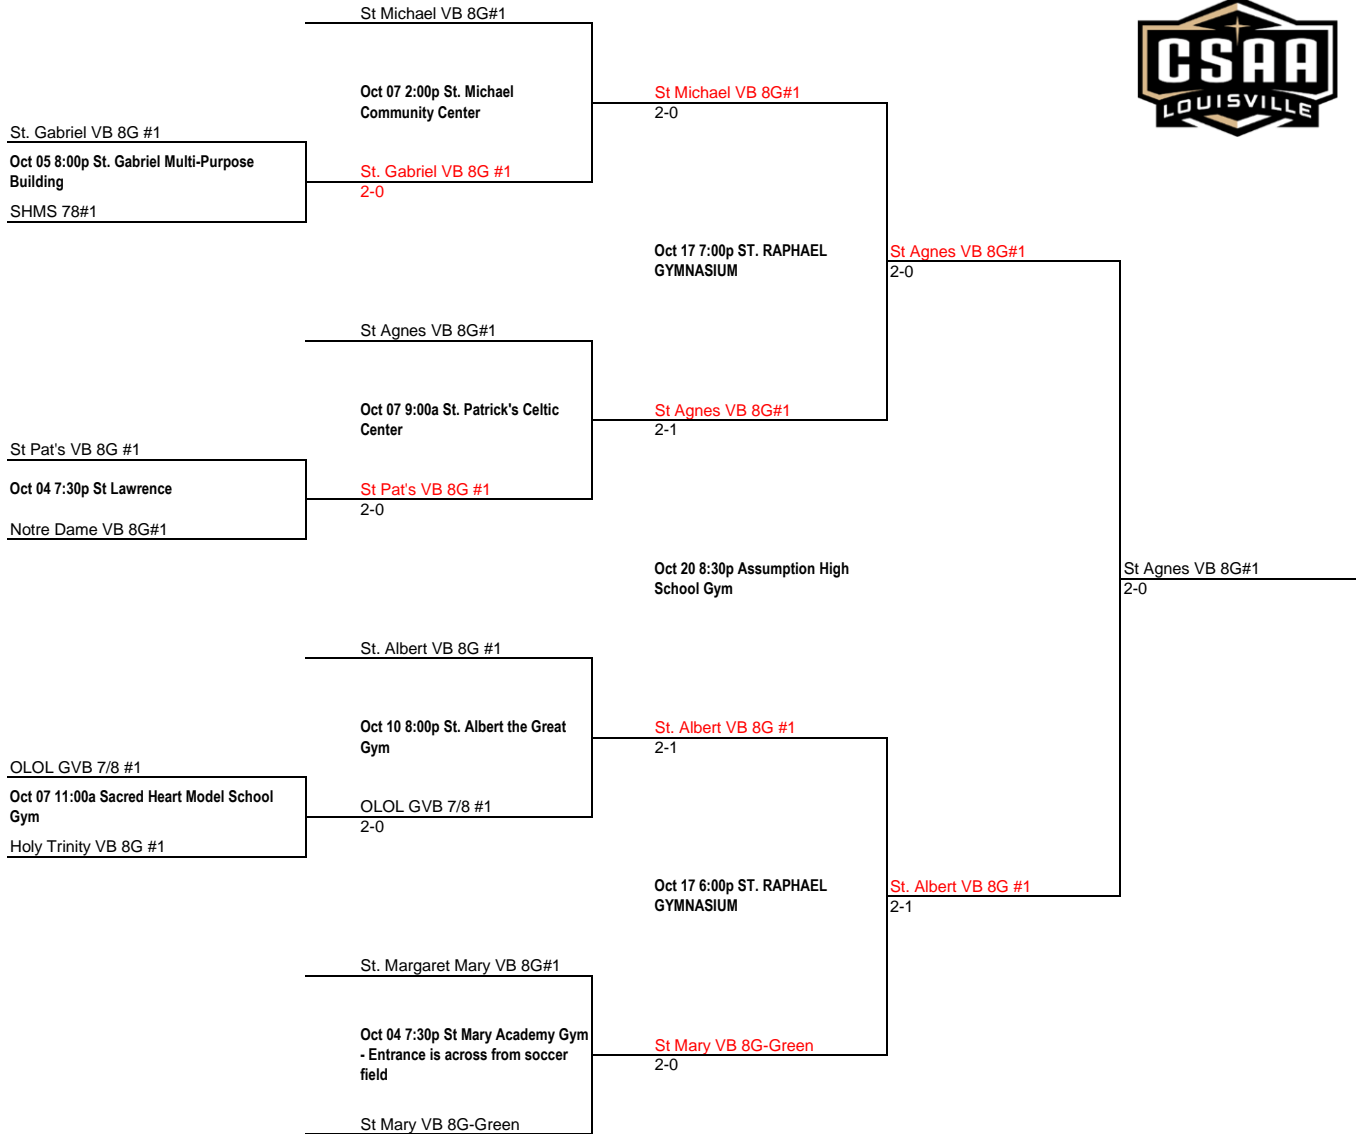 St Michael VB 8G#1
CSAA
LOUISVILLE
Oct 07 2:00p St. Michael
Community Center
St Michael VB 8G#1
2-0
St. Gabriel VB 8G #1
Oct 05 8:00p St. Gabriel Multi-Purpose
Building
St. Gabriel VB 8G #1
2-0
SHMS 78#1
Oct 17 7:00p ST. RAPHAEL
GYMNASIUM
St Agnes VB 8G#1
2-0
St Agnes VB 8G#1
Oct 07 9:00a St. Patrick's Celtic
Center
St Agnes VB 8G#1
2-1
St Pat's VB 8G #1
Oct 04 7:30p St Lawrence
St Pat's VB 8G #1
2-0
Notre Dame VB 8G#1
Oct 20 8:30p Assumption High
School Gym
St Agnes VB 8G#1
2-0
St. Albert VB 8G #1
Oct 10 8:00p St. Albert the Great
Gym
St. Albert VB 8G #1
2-1
OLOL GVB 7/8 #1
Oct 07 11:00a Sacred Heart Model School
Gym
OLOL GVB 7/8 #1
2-0
Holy Trinity VB 8G #1
Oct 17 6:00p ST. RAPHAEL
GYMNASIUM
St. Albert VB 8G #1
2-1
St. Margaret Mary VB 8G#1
Oct 04 7:30p St Mary Academy Gym
- Entrance is across from soccer
field
St Mary VB 8G-Green
2-0
St Mary VB 8G-Green